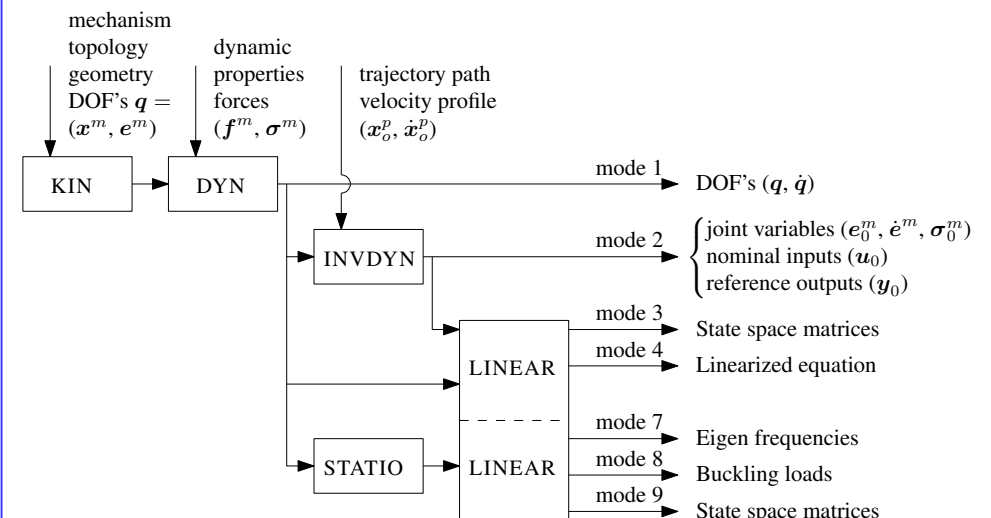 mechanism
topology
geometry
DOF's q =
(x^m, e^m)
dynamic
properties
forces
(f^m, σ^m)
trajectory path
velocity profile
(x_o^p, ẋ_o^p)
KIN
DYN
mode 1
DOF's (q, q̇)
INVDYN
mode 2
joint variables (e_0^m, ė^m, σ_0^m)
nominal inputs (u_0)
reference outputs (y_0)
mode 3
State space matrices
mode 4
Linearized equation
LINEAR
mode 7
Eigen frequencies
STATIO
LINEAR
mode 8
Buckling loads
mode 9
State space matrices